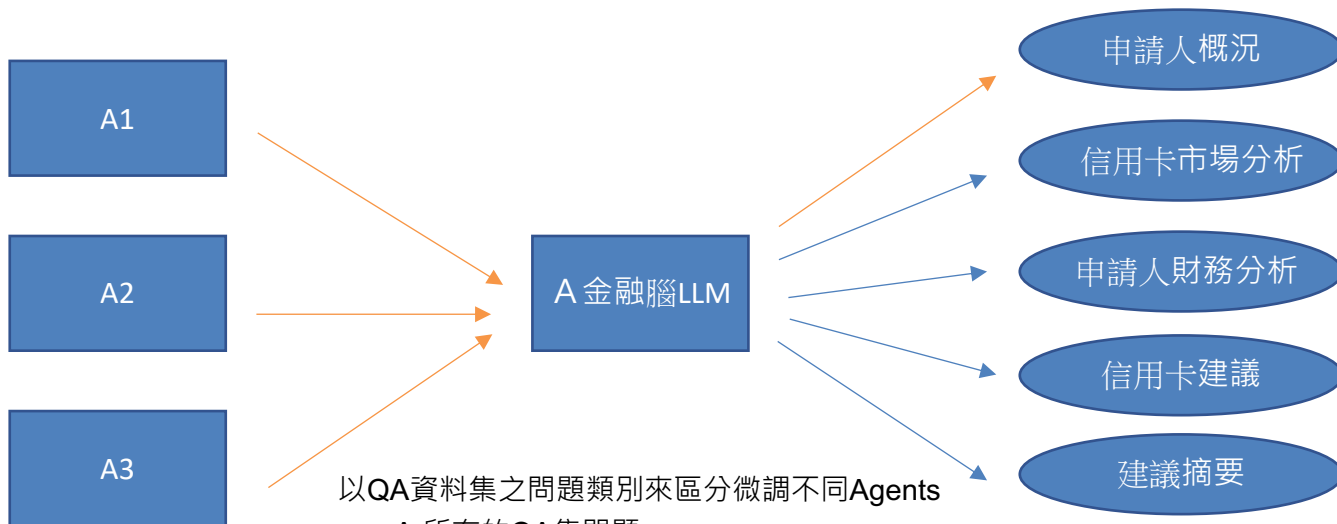 A1
A2
A3
A 金融腦LLM
申請人概況
信用卡市場分析
申請人財務分析
信用卡建議
建議摘要
以QA資料集之問題類別來區分微調不同Agents